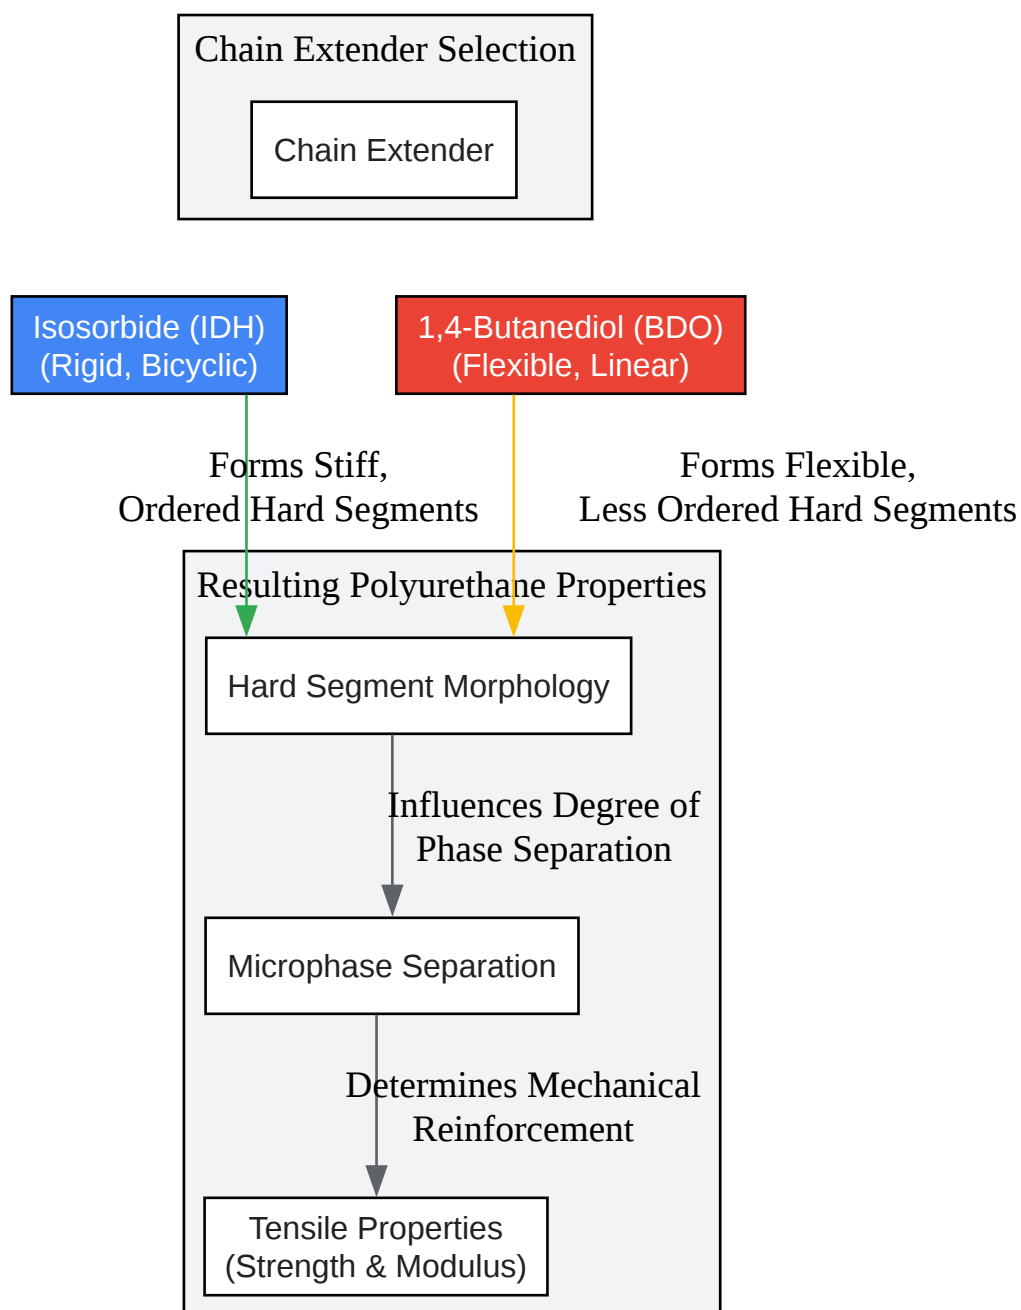 Chain Extender Selection
Chain Extender
Isosorbide (IDH)
(Rigid, Bicyclic)
1,4-Butanediol (BDO)
(Flexible, Linear)
Forms Stiff,
Ordered Hard Segments
Forms Flexible,
Less Ordered Hard Segments
Resulting Polyurethane Properties
Hard Segment Morphology
Influences Degree of
Phase Separation
Microphase Separation
Determines Mechanical
Reinforcement
Tensile Properties
(Strength & Modulus)